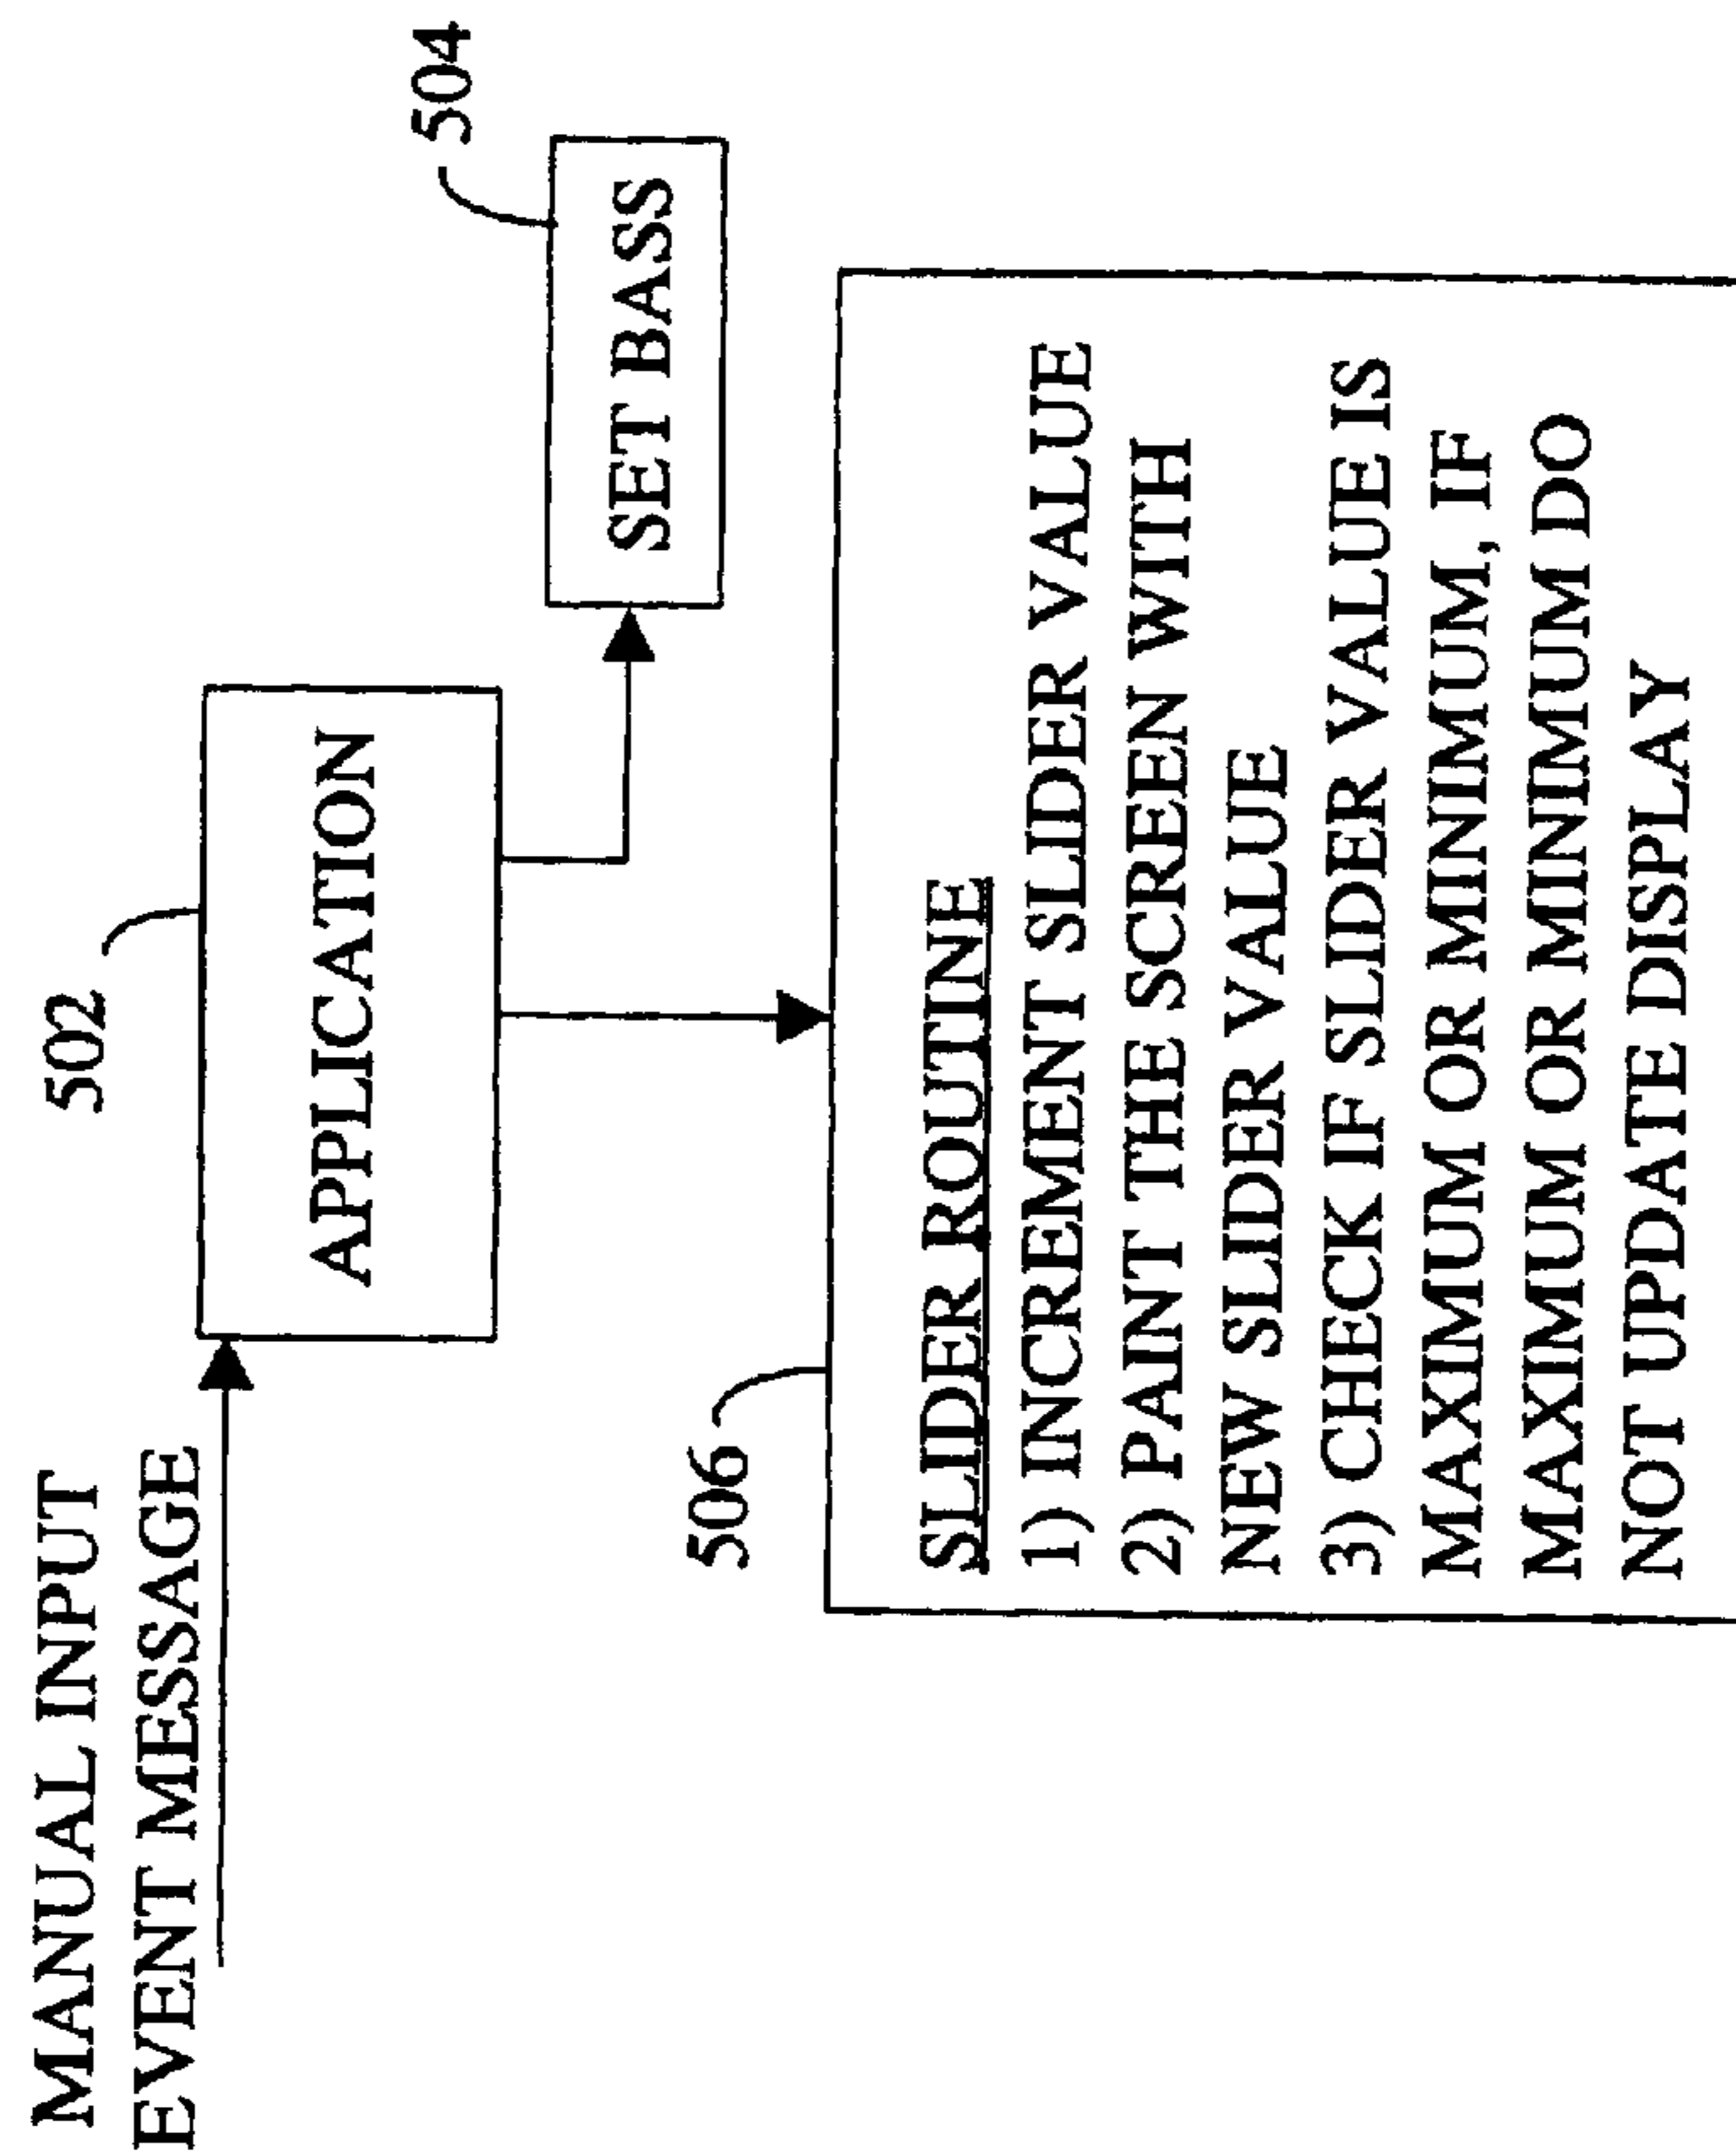 MANUAL INPUT
EVENT MESSAGE
502
APPLICATION
504
SET BASS
506
SLIDER ROUTINE
1) INCREMENT SLIDER VALUE
2) PAINT THE SCREEN WITH
NEW SLIDER VALUE
3) CHECK IF SLIDER VALUE IS
MAXIMUM OR MINIMUM, IF
MAXIMUM OR MINIMUM DO
NOT UPDATE DISPLAY